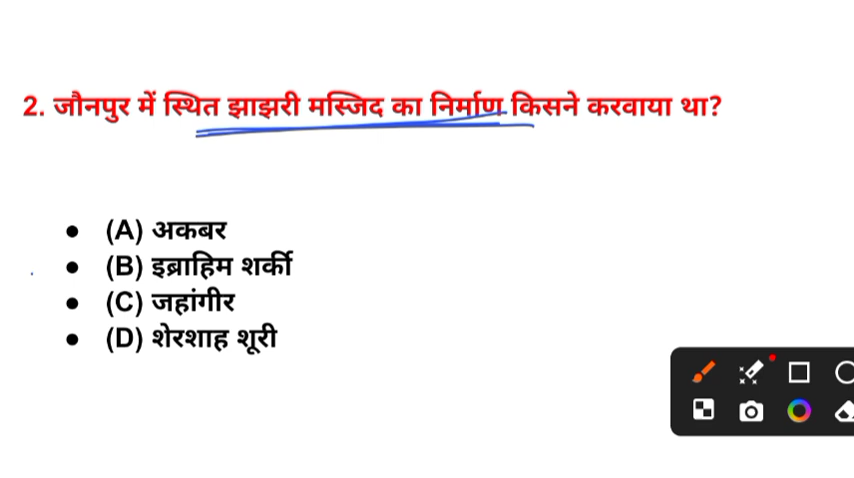 2. जौनपुर में स्थित झाझरी मस्जिद का निर्माण किसने करवाया था?
● (A) अकबर
● (B) इब्राहिम शर्की
● (C) जहांगीर
● (D) शेरशाह शूरी